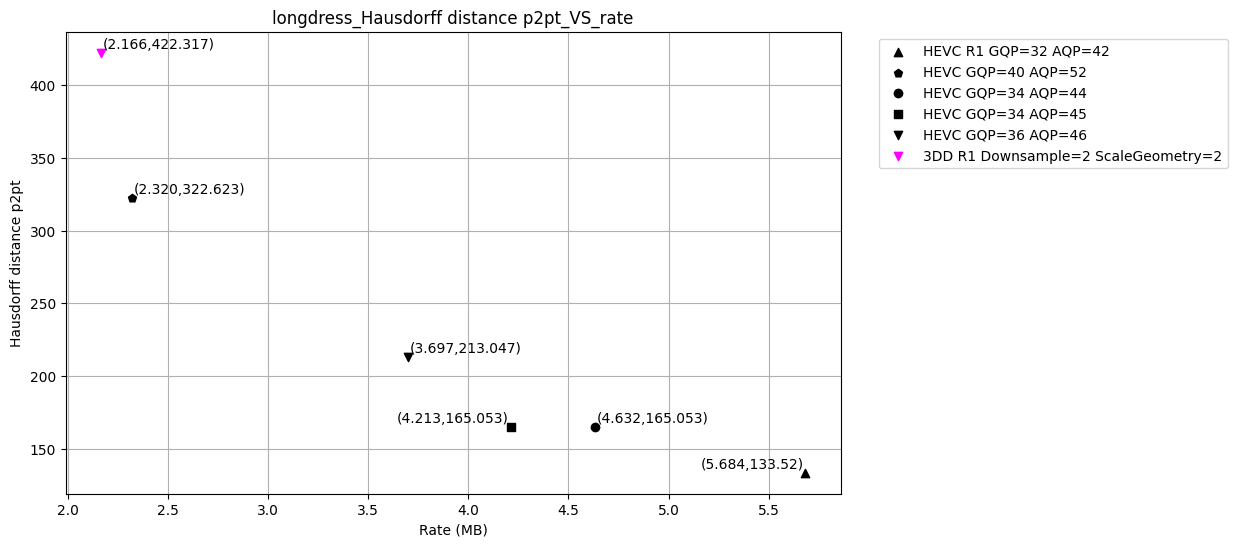 longdress_Hausdorff distance p2pt_VS_rate
(2.166,422.317)
(2.320,322.623)
(3.697,213.047)
(4.213,165.053)
(4.632,165.053)
(5.684,133.52)
400
350
300
250
200
150
Hausdorff distance p2pt
2.0
2.5
3.0
3.5
4.0
4.5
5.0
5.5
Rate (MB)
HEVC R1 GQP=32 AQP=42
HEVC GQP=40 AQP=52
HEVC GQP=34 AQP=44
HEVC GQP=34 AQP=45
HEVC GQP=36 AQP=46
3DD R1 Downsample=2 ScaleGeometry=2